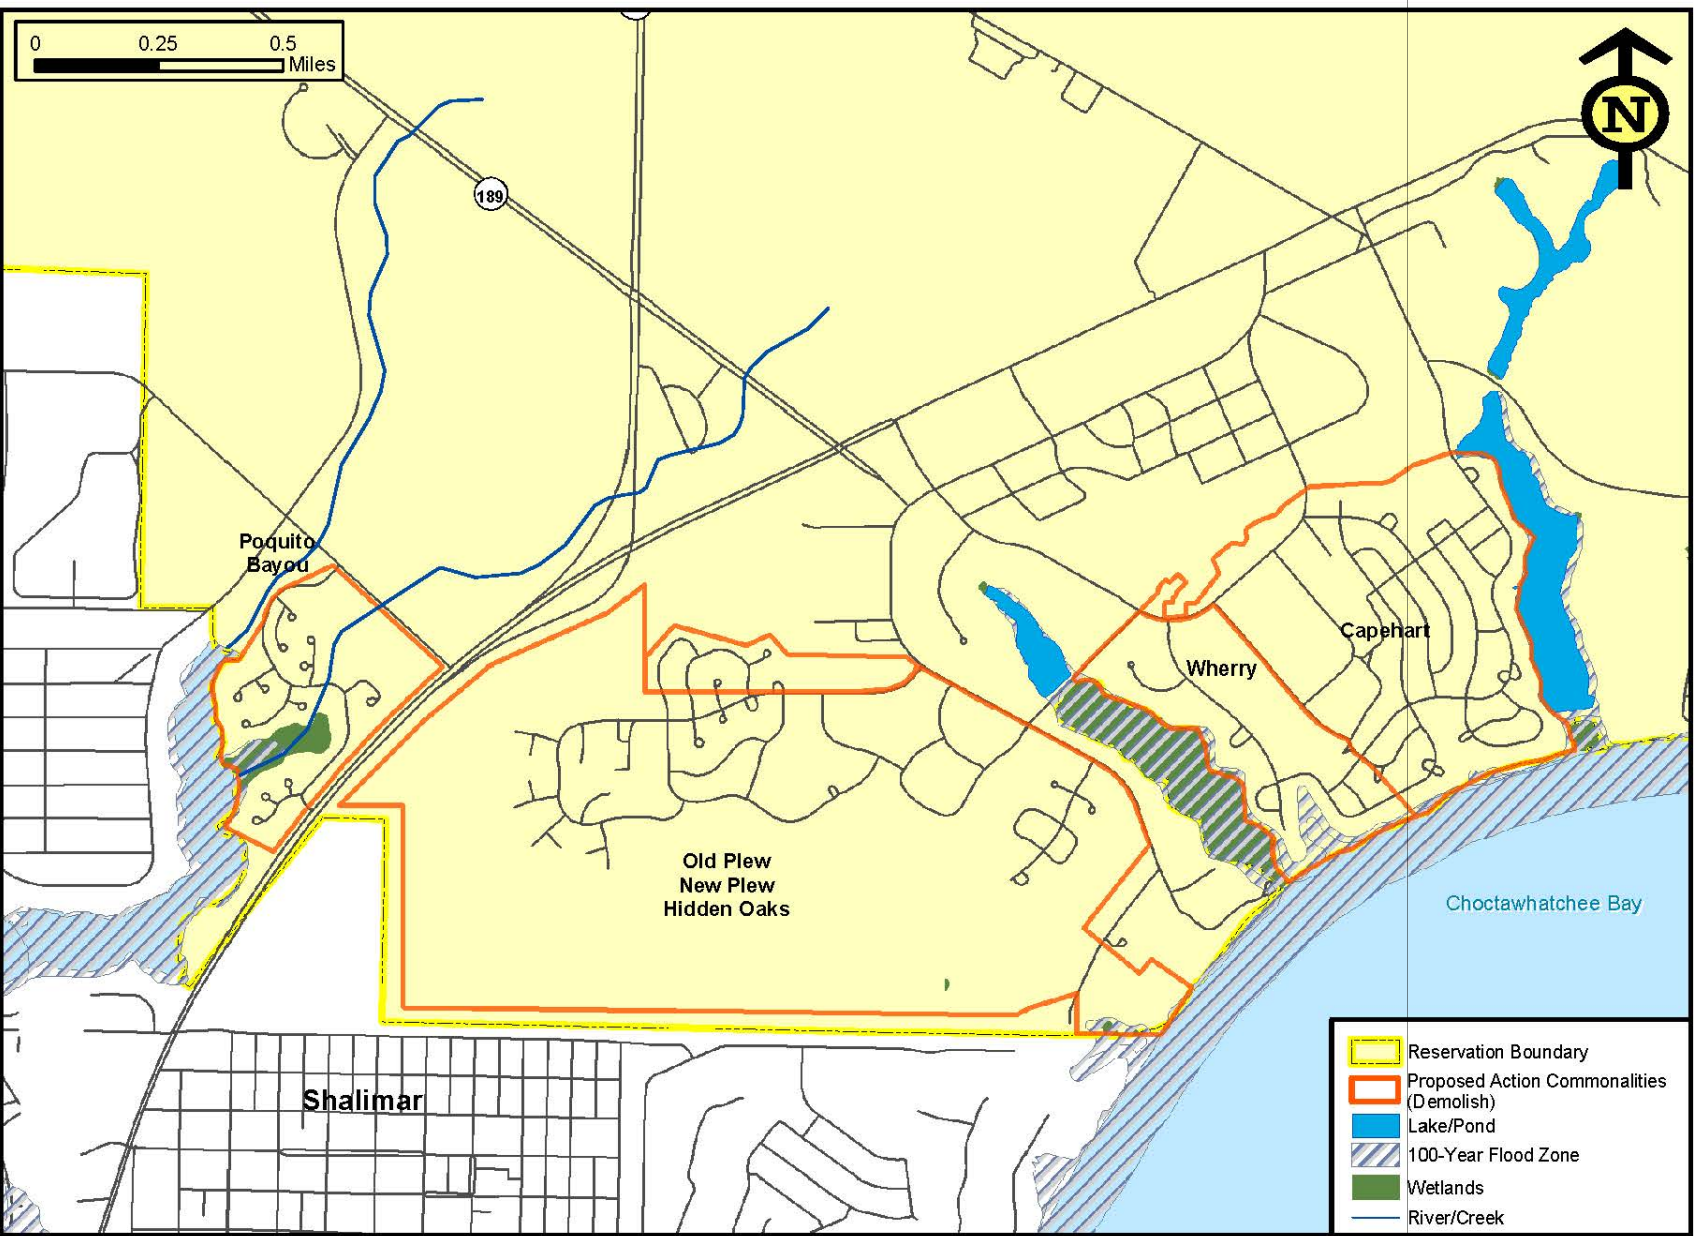 0 0.25 0.5
Miles
N
189
Poquito
Bayou
Capehart
Wherry
Old Plew
New Plew
Hidden Oaks
Choctawhatchee Bay
Shalimar
Reservation Boundary
Proposed Action Commonalities
(Demolish)
Lake/Pond
100-Year Flood Zone
Wetlands
River/Creek